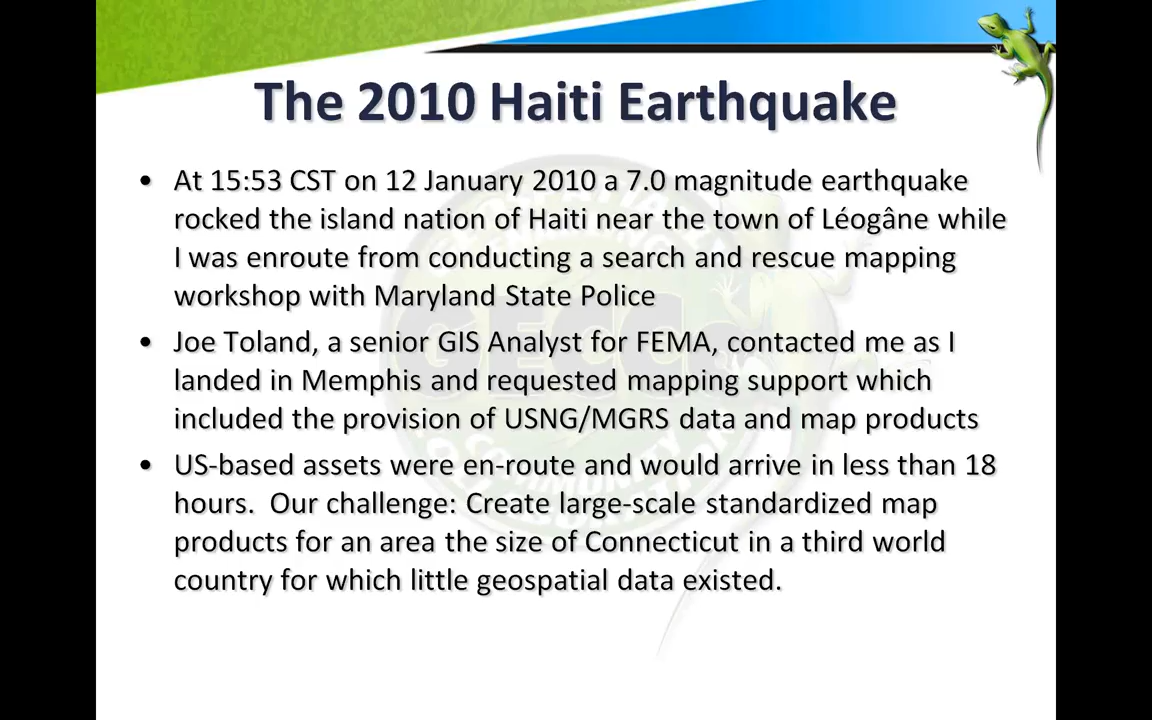 The 2010 Haiti Earthquake
• At 15:53 CST on 12 January 2010 a 7.0 magnitude earthquake
rocked the island nation of Haiti near the town of Léogâne while
I was enroute from conducting a search and rescue mapping
workshop with Maryland State Police
• Joe Toland, a senior GIS Analyst for FEMA, contacted me as I
landed in Memphis and requested mapping support which
included the provision of USNG/MGRS data and map products
• US-based assets were en-route and would arrive in less than 18
hours.  Our challenge: Create large-scale standardized map
products for an area the size of Connecticut in a third world
country for which little geospatial data existed.